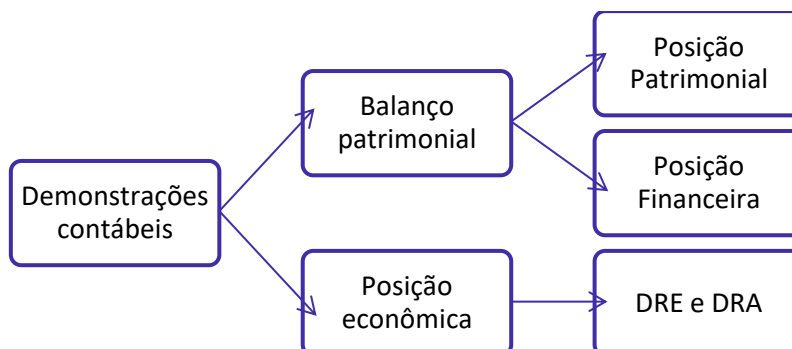 Demonstrações
contábeis
Balanço
patrimonial
Posição
Patrimonial
Posição
Financeira
Posição
econômica
DRE e DRA